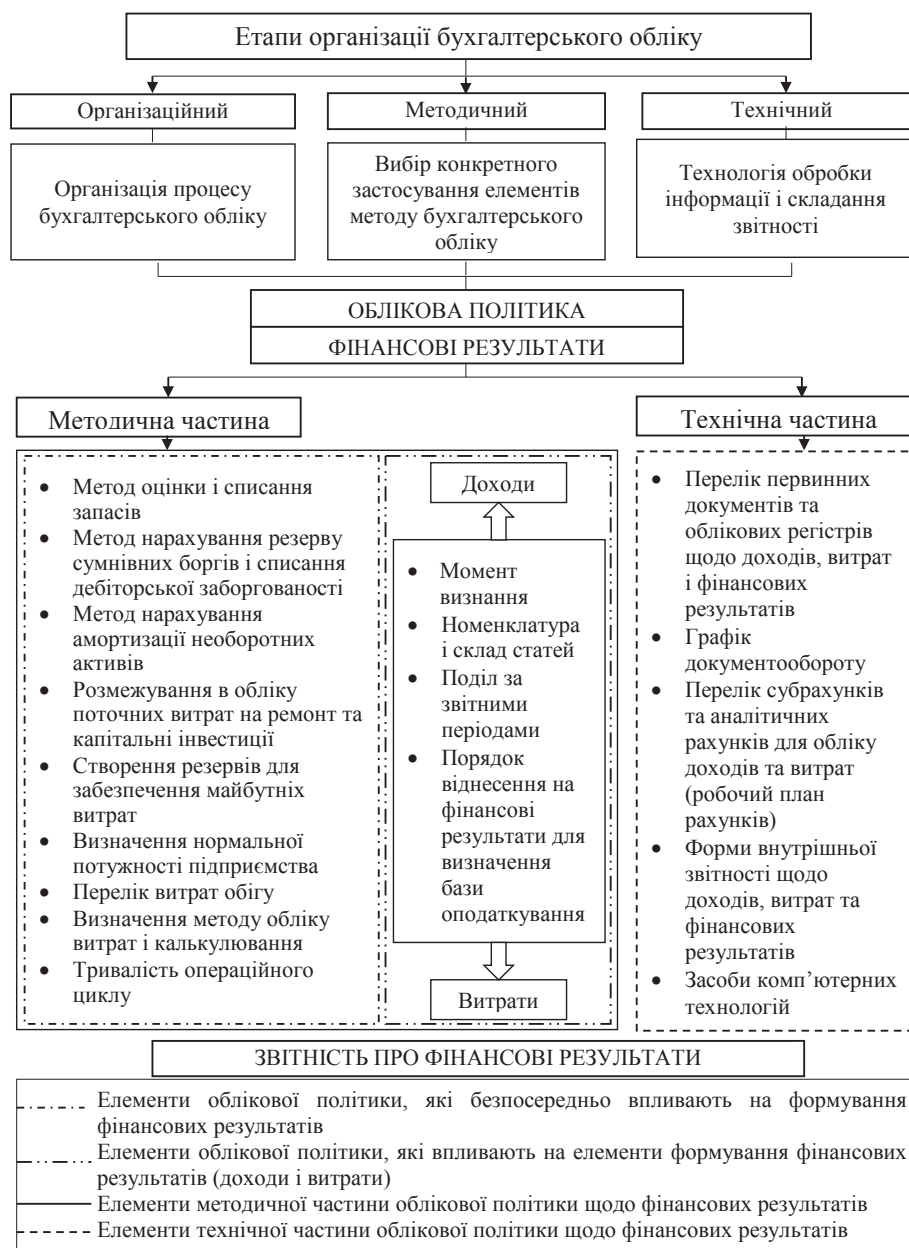 Етапи організації бухгалтерського обліку
Організаційний
Методичний
Технічний
Організація процесу
бухгалтерського обліку
Вибір конкретного
застосування елементів
методу бухгалтерського
обліку
Технологія обробки
інформації і складання
звітності
ОБЛІКОВА ПОЛІТИКА
ФІНАНСОВІ РЕЗУЛЬТАТИ
Методична частина
Технічна частина
• Метод оцінки і списання
запасів
• Метод нарахування резерву
сумнівних боргів і списання
дебіторської заборгованості
• Метод нарахування
амортизації необоротних
активів
• Розмежування в обліку
поточних витрат на ремонт та
капітальні інвестиції
• Створення резервів для
забезпечення майбутніх
витрат
• Визначення нормальної
потужності підприємства
• Перелік витрат обігу
• Визначення методу обліку
витрат і калькулювання
• Тривалість операційного
циклу
Доходи
• Момент
визнання
• Номенклатура
і склад статей
• Поділ за
звітними
періодами
• Порядок
віднесення на
фінансові
результати для
визначення
бази
оподаткування
Витрати
• Перелік первинних
документів та
облікових регістрів
щодо доходів, витрат
і фінансових
результатів
• Графік
документообороту
• Перелік субрахунків
та аналітичних
рахунків для обліку
доходів та витрат
(робочий план
рахунків)
• Форми внутрішньої
звітності щодо
доходів, витрат та
фінансових
результатів
• Засоби комп’ютерних
технологій
ЗВІТНІСТЬ ПРО ФІНАНСОВІ РЕЗУЛЬТАТИ
Елементи облікової політики, які безпосередньо впливають на формування
фінансових результатів
Елементи облікової політики, які впливають на елементи формування фінансових
результатів (доходи і витрати)
Елементи методичної частини облікової політики щодо фінансових результатів
Елементи технічної частини облікової політики щодо фінансових результатів